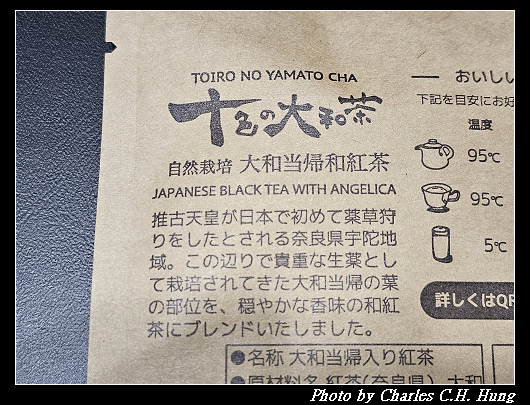 TOIRO NO YAMATO CHA
十色の大和茶
自然栽培 大和当帰和紅茶
JAPANESE BLACK TEA WITH ANGELICA
推古天皇が日本で初めて薬草狩
りをしたとされる奈良県宇陀地
域。この辺りで貴重な生薬とし
て栽培されてきた大和当帰の葉
の部位を、穏やかな香味の和紅
茶にブレンドいたしました。
●名称 大和当帰入り紅茶
●原材料名 紅茶(奈良県)、大和
おいしい
下記を目安にお好
温度
95℃
95℃
5℃
詳しくはQR
Photo by Charles C.H. Hung